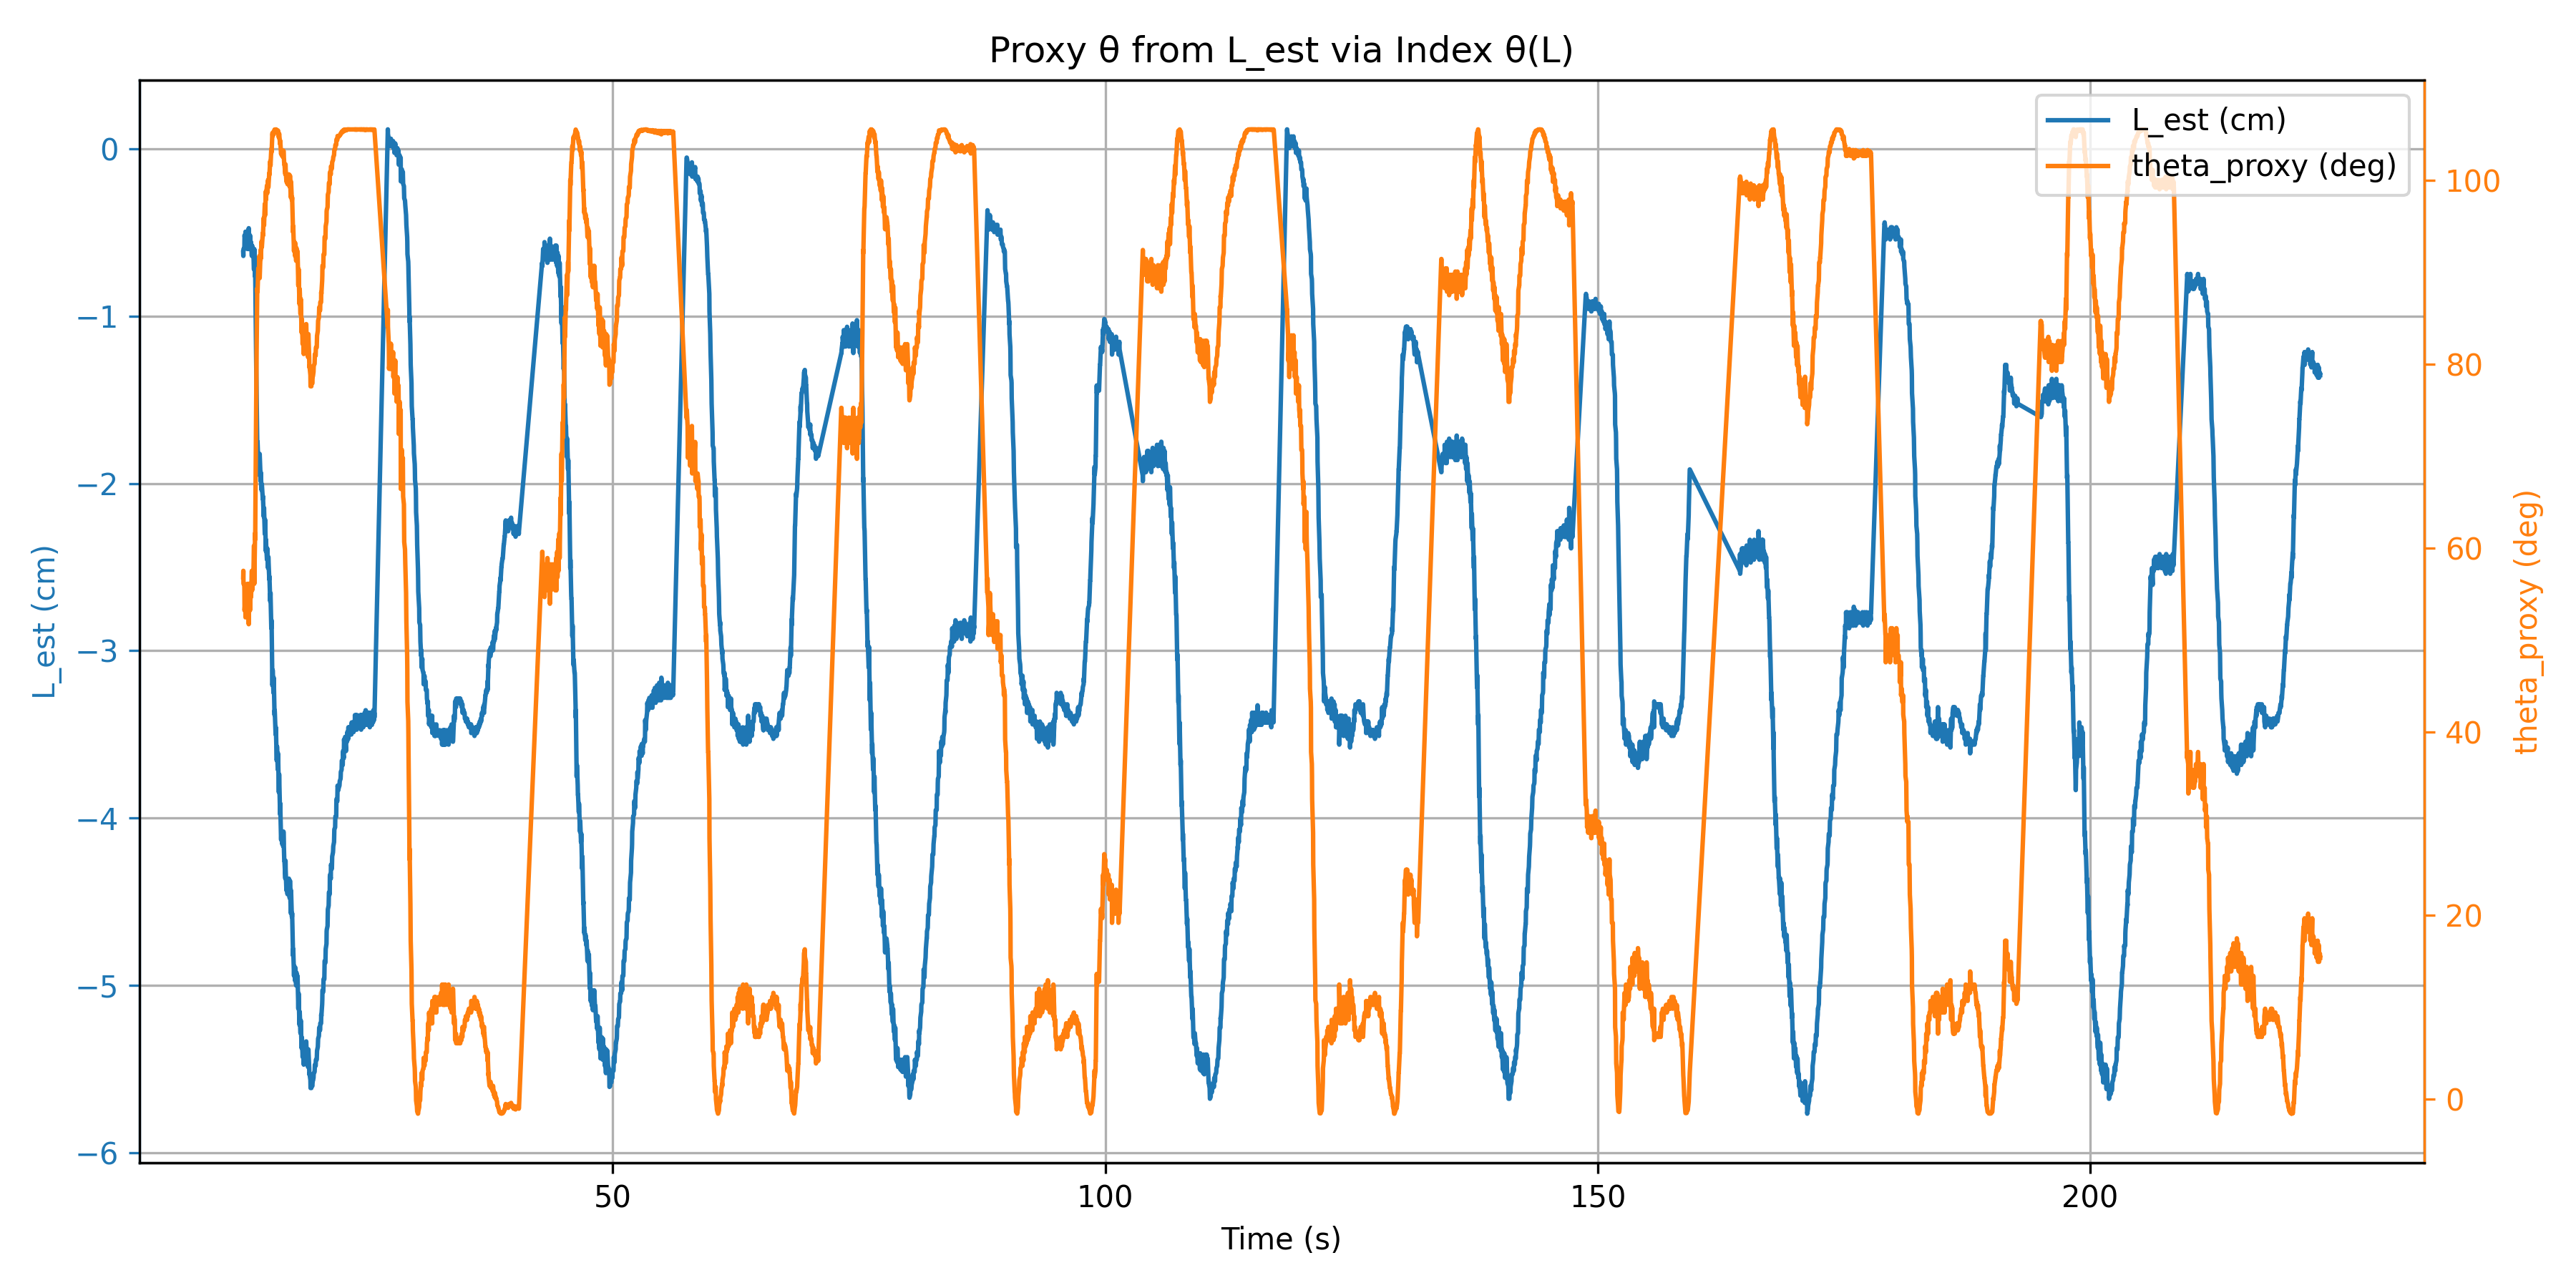 Proxy θ from L_est via Index θ(L)
L_est (cm)
theta_proxy (deg)
0
−1
−2
−3
−4
−5
−6
L_est (cm)
100
80
60
40
20
0
theta_proxy (deg)
50
100
150
200
Time (s)